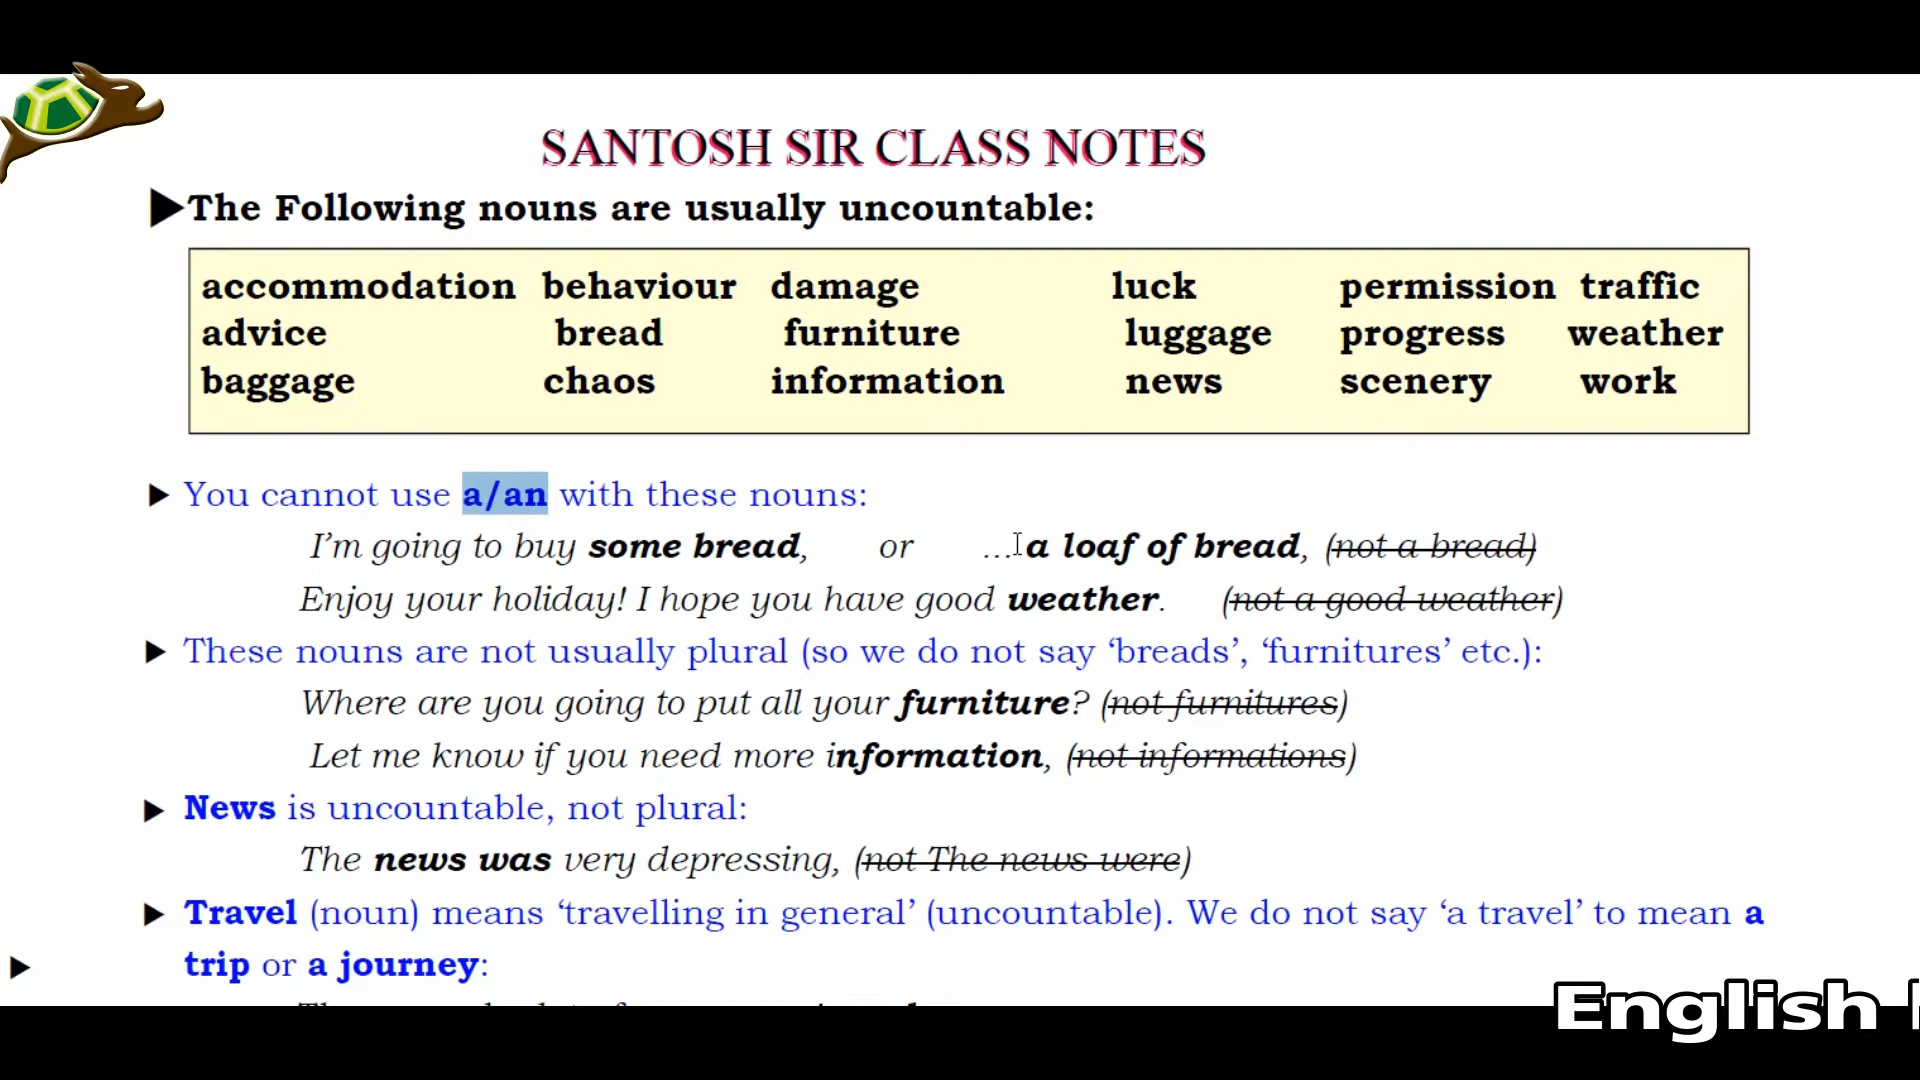 SANTOSH SIR CLASS NOTES
The Following nouns are usually uncountable:
accommodation behaviour damage luck permission traffic
advice bread furniture luggage progress weather
baggage chaos information news scenery work
You cannot use a/an with these nouns:
I'm going to buy some bread, or ...a loaf of bread, (not a bread)
Enjoy your holiday! I hope you have good weather. (not a good weather)
These nouns are not usually plural (so we do not say ‘breads’, ‘furnitures’ etc.):
Where are you going to put all your furniture? (not furnitures)
Let me know if you need more information, (not informations)
News is uncountable, not plural:
The news was very depressing, (not The news were)
Travel (noun) means ‘travelling in general’ (uncountable). We do not say ‘a travel’ to mean a
trip or a journey:
English